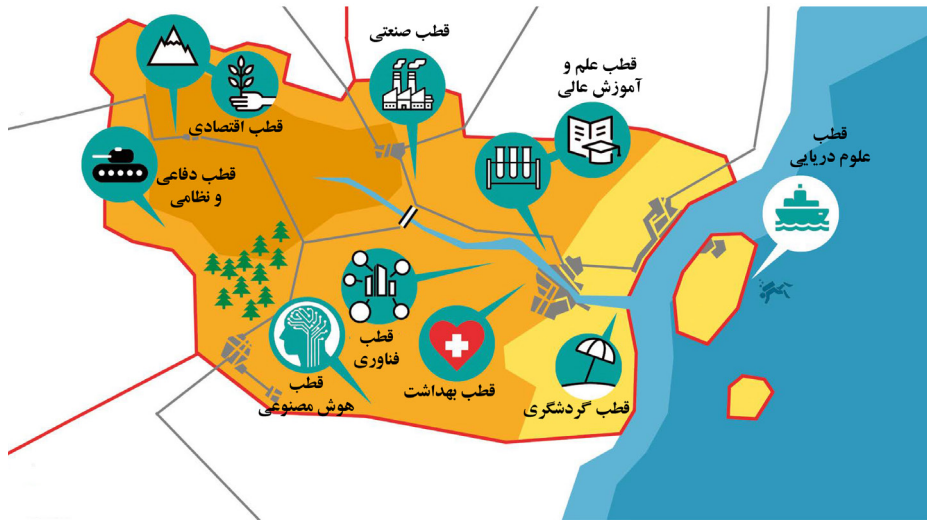 قطب صنعتی
قطب علم و
آموزش عالی
قطب
علوم دریایی
قطب اقتصادی
قطب دفاعی
و نظامی
قطب
فناوری
قطب
هوش مصنوعی
قطب بهداشت
قطب گردشگری